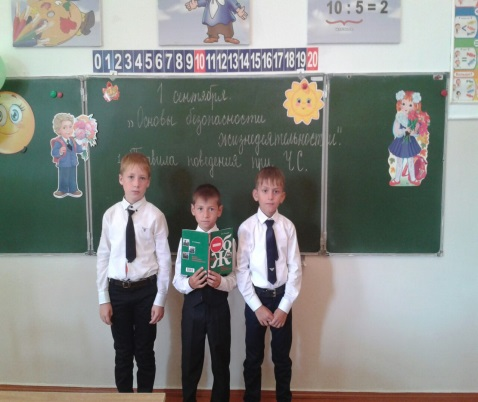 10 : 5 = 2
0 1 2 3 4 5 6 7 8 9 10 11 12 13 14 15 16 17 18 19 20
1 сентября.
„Основы безопасности
жизнедеятельности".
Правила поведения при Ч.С.
ОБЖ